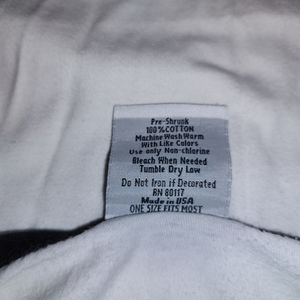 Pre-Shrunk
100% COTTON
Machine Wash Warm
With Like Colors
Use only Non-chlorine
Bleach When Needed
Tumble Dry Low
Do Not Iron if Decorated
RN 80117
Made in USA
ONE SIZE FITS MOST